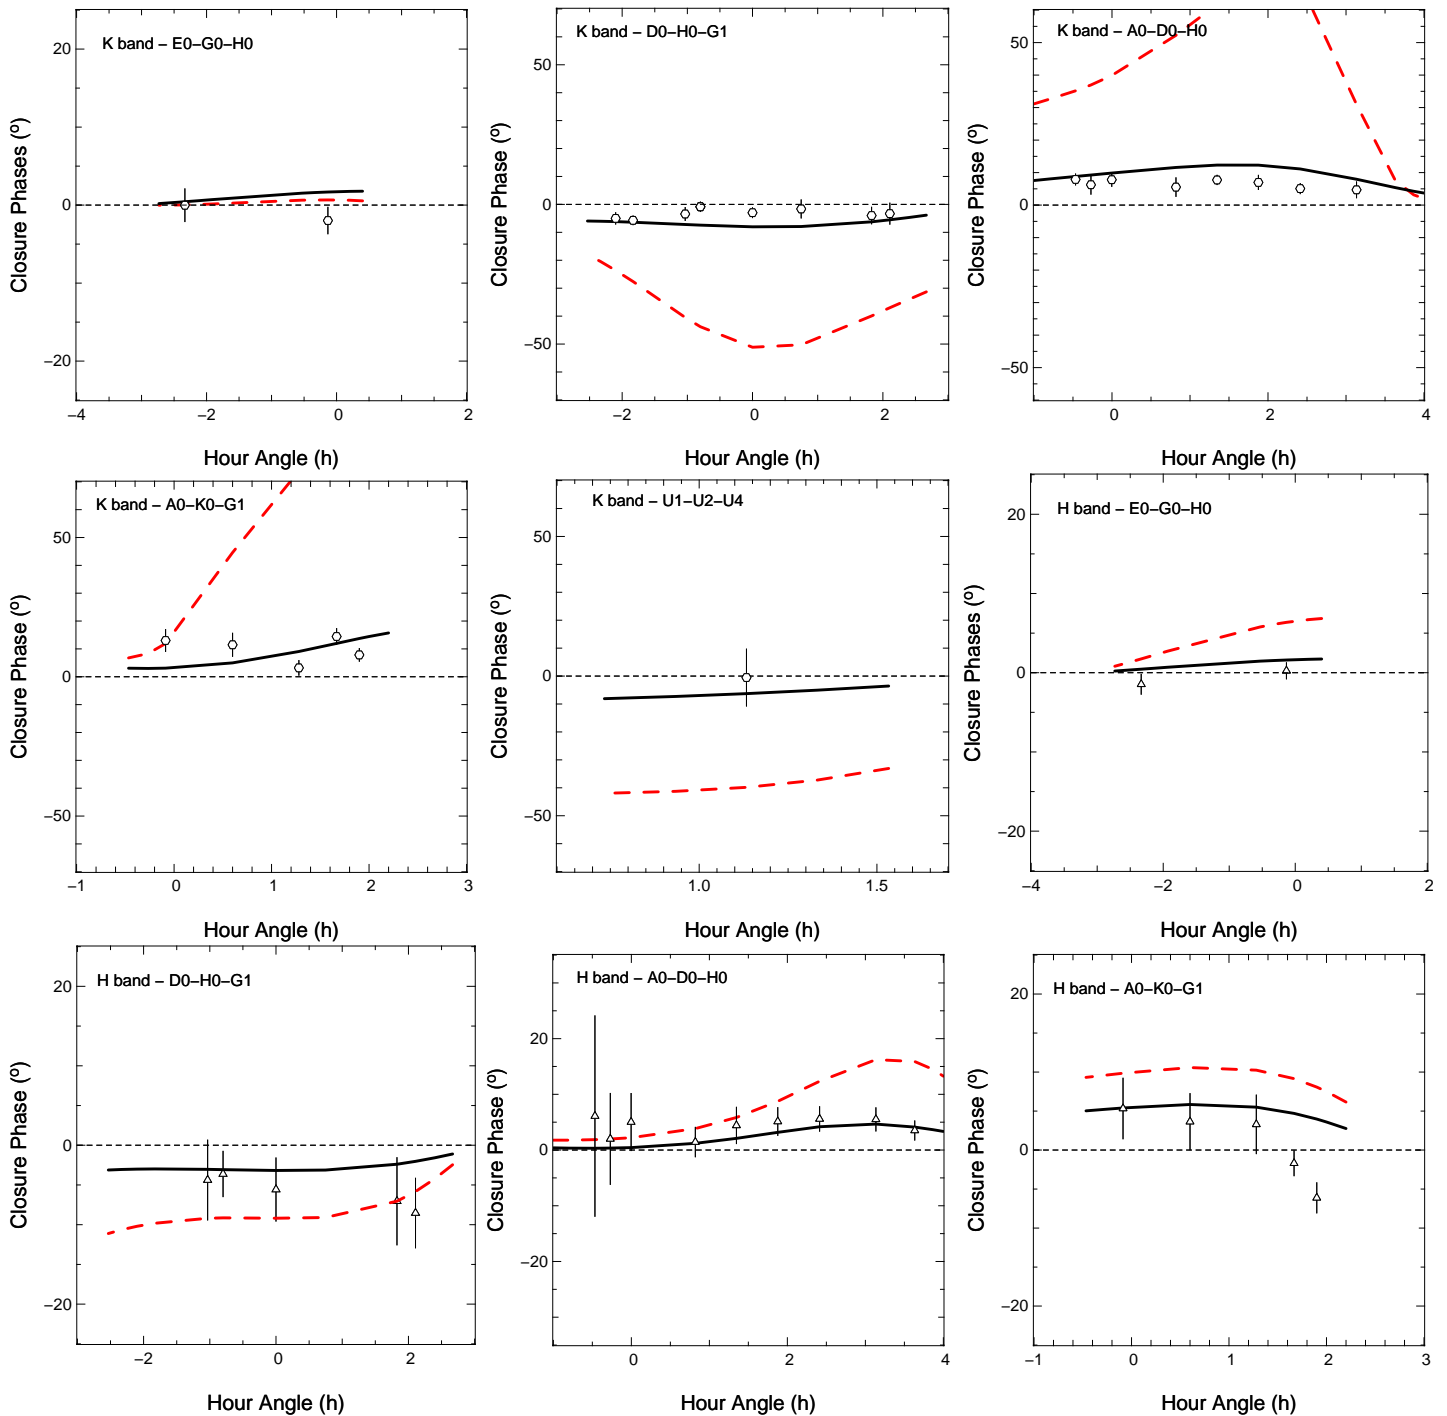 K band – E0–G0–H0
20
0
−20
−4
−2
0
2
Closure Phases (º)
Hour Angle (h)
K band – D0–H0–G1
50
0
−50
−2
0
2
Closure Phase (º)
Hour Angle (h)
K band – A0–D0–H0
50
0
−50
0
2
4
Closure Phases (º)
Hour Angle (h)
K band – A0–K0–G1
50
0
−50
−1
0
1
2
3
Closure Phase (º)
Hour Angle (h)
K band – U1–U2–U4
50
0
−50
1.0
1.5
Closure Phase (º)
Hour Angle (h)
H band – E0–G0–H0
20
0
−20
−4
−2
0
2
Closure Phases (º)
Hour Angle (h)
H band – D0–H0–G1
20
0
−20
−2
0
2
Closure Phase (º)
Hour Angle (h)
H band – A0–D0–H0
20
0
−20
0
2
4
Closure Phase (º)
Hour Angle (h)
H band – A0–K0–G1
20
0
−20
−1
0
1
2
3
Closure Phases (º)
Hour Angle (h)